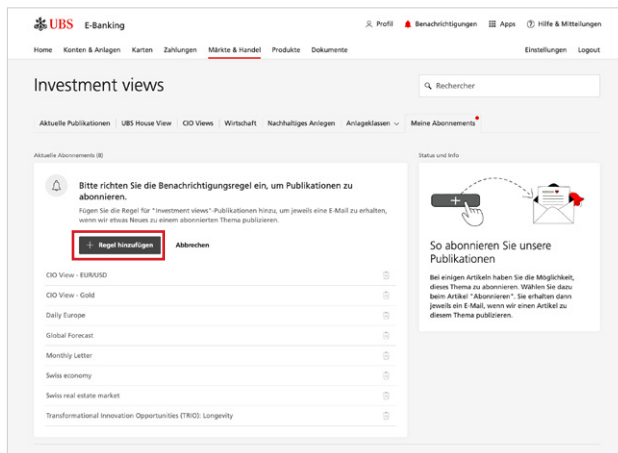 UBS E-Banking
Profil Benachrichtigungen Apps Hilfe & Mitteilungen
Home Konten & Anlagen Karten Zahlungen Märkte & Handel Produkte Dokumente Einstellungen Logout
Investment views
Rechercher
Aktuelle Publikationen UBS House View CIO Views Wirtschaft Nachhaltiges Anlegen Anlageklassen Meine Abonnements
Aktuelle Abonnements (8)
Bitte richten Sie die Benachrichtigungsregel ein, um Publikationen zu
abonnieren.
Fügen Sie die Regel für "Investment views"-Publikationen hinzu, um jeweils eine E-Mail zu erhalten,
wenn wir etwas Neues zu einem abonnierten Thema publizieren.
+ Regel hinzufügen Abbrechen
CIO View - EUR/USD
CIO View - Gold
Daily Europe
Global Forecast
Monthly Letter
Swiss economy
Swiss real estate market
Transformational Innovation Opportunities (TRIO): Longevity
Status und Info
So abonnieren Sie unsere
Publikationen
Bei einigen Artikeln haben Sie die Möglichkeit,
dieses Thema zu abonnieren. Wählen Sie dazu
beim Artikel "Abonnieren". Sie erhalten dann
jeweils ein E-Mail, wenn wir einen Artikel zu
diesem Thema publizieren.